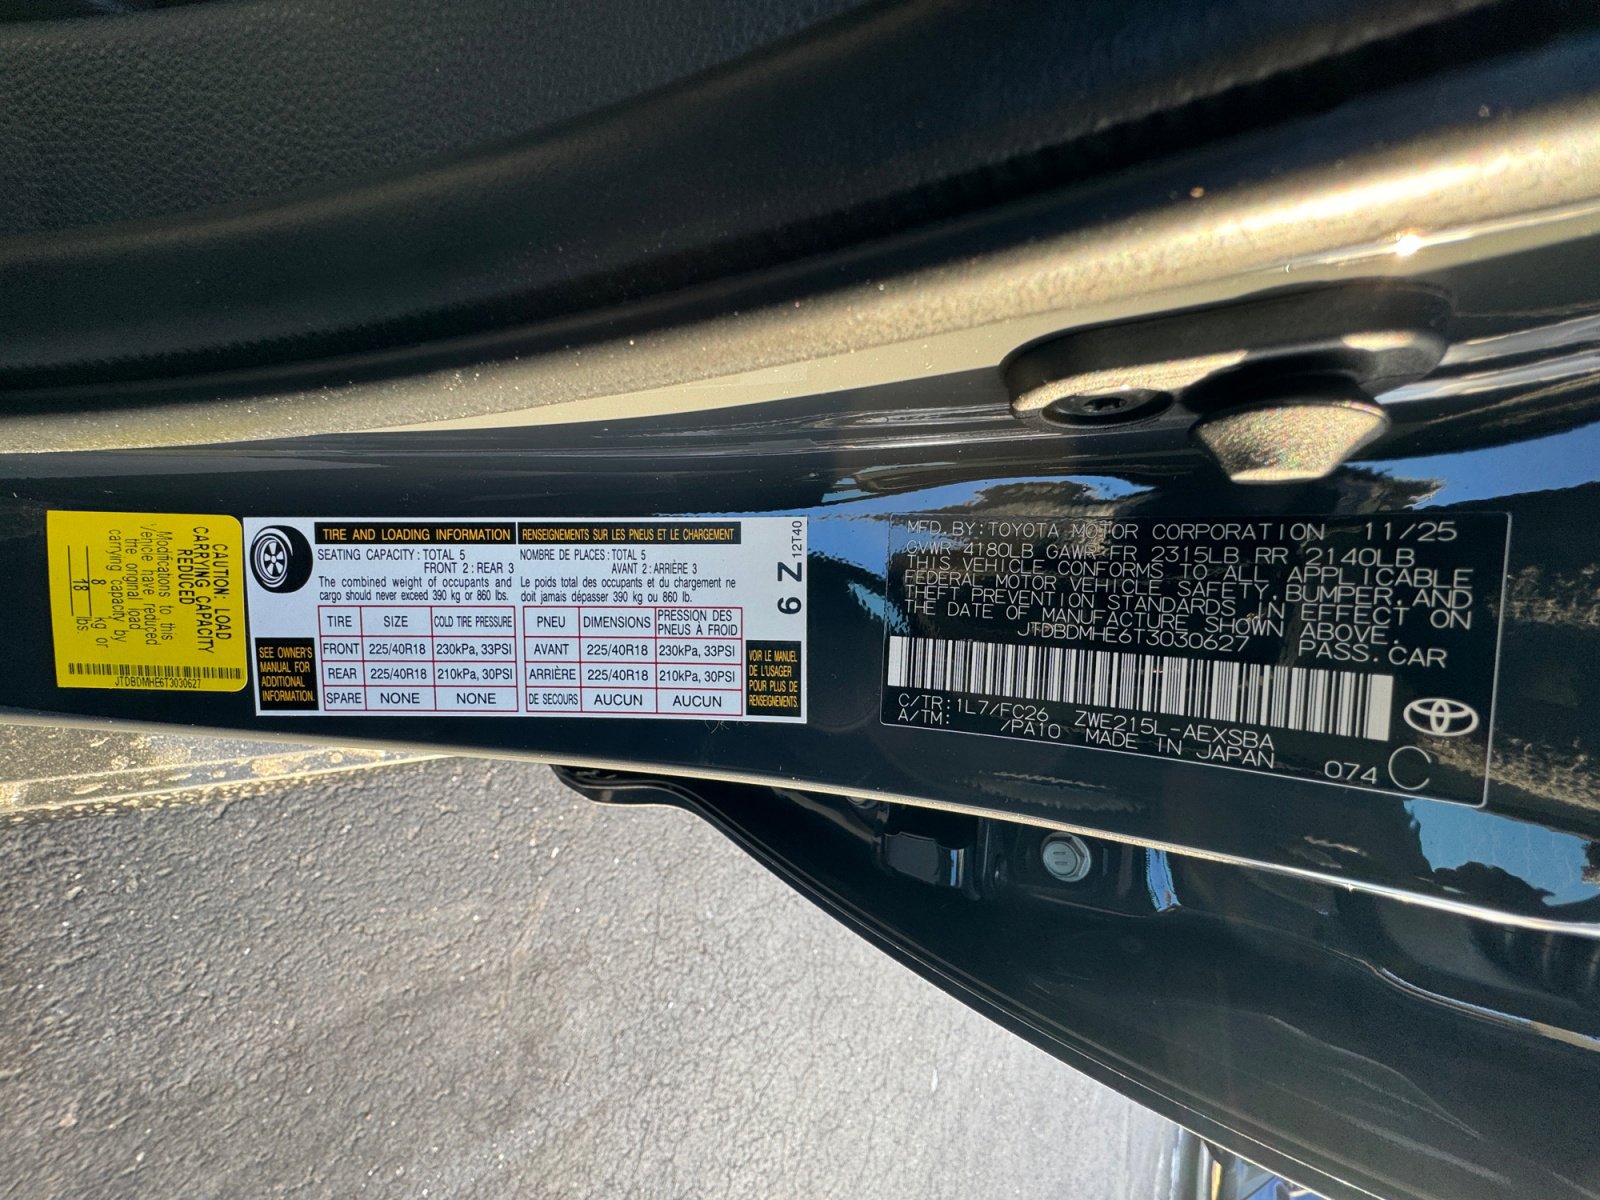 CAUTION: LOAD
CARRYING CAPACITY
REDUCED
Modifications to this
vehicle have reduced
the original load
carrying capacity by
8 kg or
18 lbs
JTDBDMHE6T3030627
TIRE AND LOADING INFORMATION
SEATING CAPACITY : TOTAL 5
FRONT 2 : REAR 3
The combined weight of occupants and
cargo should never exceed 390 kg or 860 lbs.
TIRE SIZE COLD TIRE PRESSURE
FRONT 225/40R18 230kPa, 33PSI
REAR 225/40R18 210kPa, 30PSI
SPARE NONE NONE
SEE OWNER'S
MANUAL FOR
ADDITIONAL
INFORMATION.
RENSEIGNEMENTS SUR LES PNEUS ET LE CHARGEMENT
NOMBRE DE PLACES : TOTAL 5
AVANT 2 : ARRIÈRE 3
Le poids total des occupants et du chargement ne
doit jamais dépasser 390 kg ou 860 lb.
PNEU DIMENSIONS PRESSION DES PNEUS À FROID
AVANT 225/40R18 230kPa, 33PSI
ARRIÈRE 225/40R18 210kPa, 30PSI
DE SECOURS AUCUN AUCUN
VOIR LE MANUEL
DE L'USAGER
POUR PLUS DE
RENSEIGNEMENTS.
6 Z 12T40
MFD. BY: TOYOTA MOTOR CORPORATION 11/25
GVWR 4180LB GAWR FR 2315LB RR 2140LB
THIS VEHICLE CONFORMS TO ALL APPLICABLE
FEDERAL MOTOR VEHICLE SAFETY, BUMPER, AND
THEFT PREVENTION STANDARDS IN EFFECT ON
THE DATE OF MANUFACTURE SHOWN ABOVE.
JTDBDMHE6T3030627 PASS. CAR
C/TR: 1L7/FC26 ZWE215L-AEXSBA
A/TM: /PA10 MADE IN JAPAN
074 C